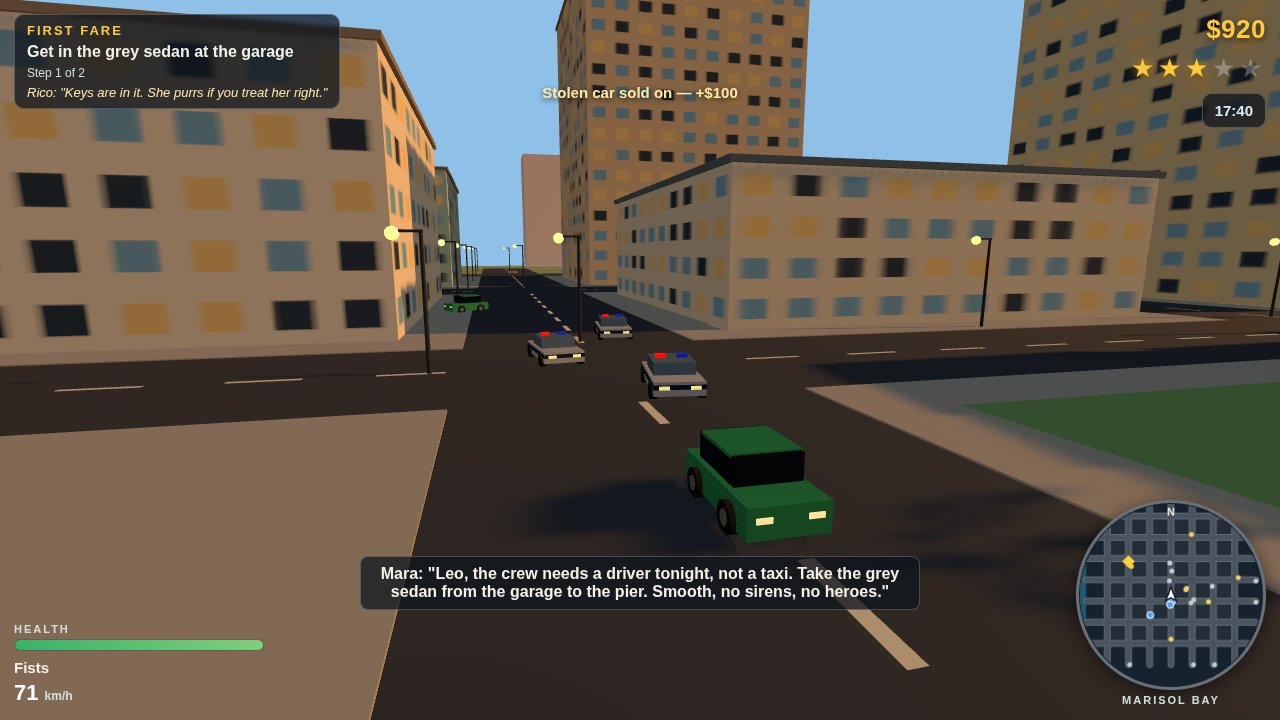 FIRST FARE
Get in the grey sedan at the garage
Step 1 of 2
Rico: "Keys are in it. She purrs if you treat her right."
$920
Stolen car sold on — +$100
17:40
N
Mara: "Leo, the crew needs a driver tonight, not a taxi. Take the grey
sedan from the garage to the pier. Smooth, no sirens, no heroes."
HEALTH
Fists
71 km/h
MARISOL BAY